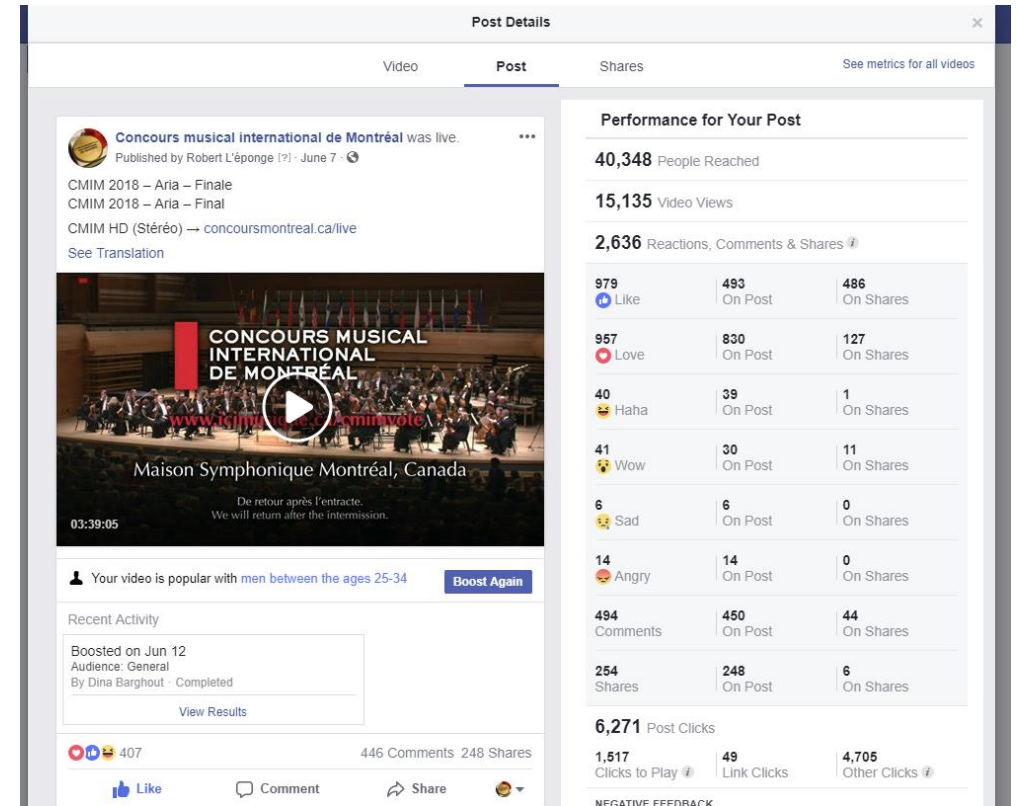 Post Details
×
Video
Post
Shares
See metrics for all videos
Concours musical international de Montréal was live.
Published by Robert L'éponge [?] · June 7 ·
CMIM 2018 – Aria – Finale
CMIM 2018 – Aria – Final
CMIM HD (Stéréo) → concoursmontreal.ca/live
See Translation
CONCOURS MUSICAL
INTERNATIONAL
DE MONTRÉAL
www.icimusique.ca/cmimvote
Maison Symphonique Montréal, Canada
De retour après l'entracte.
We will return after the intermission.
03:39:05
Your video is popular with men between the ages 25-34
Boost Again
Recent Activity
Boosted on Jun 12
Audience: General
By Dina Barghout · Completed
View Results
407
446 Comments 248 Shares
Like
Comment
Share
Performance for Your Post
40,348 People Reached
15,135 Video Views
2,636 Reactions, Comments & Shares
979 493 486
Like On Post On Shares
957 830 127
Love On Post On Shares
40 39 1
Haha On Post On Shares
41 30 11
Wow On Post On Shares
6 6 0
Sad On Post On Shares
14 14 0
Angry On Post On Shares
494 450 44
Comments On Post On Shares
254 248 6
Shares On Post On Shares
6,271 Post Clicks
1,517 49 4,705
Clicks to Play Link Clicks Other Clicks
NEGATIVE FEEDBACK